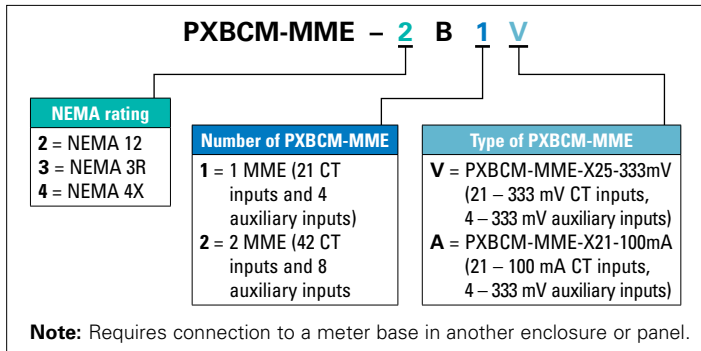 PXBCM-MME – 2 B 1 V
NEMA rating
2 = NEMA 12
3 = NEMA 3R
4 = NEMA 4X
Number of PXBCM-MME
1 = 1 MME (21 CT
inputs and 4
auxiliary inputs)
2 = 2 MME (42 CT
inputs and 8
auxiliary inputs
Type of PXBCM-MME
V = PXBCM-MME-X25-333mV
(21 – 333 mV CT inputs,
4 – 333 mV auxiliary inputs)
A = PXBCM-MME-X21-100mA
(21 – 100 mA CT inputs,
4 – 333 mV auxiliary inputs)
Note: Requires connection to a meter base in another enclosure or panel.